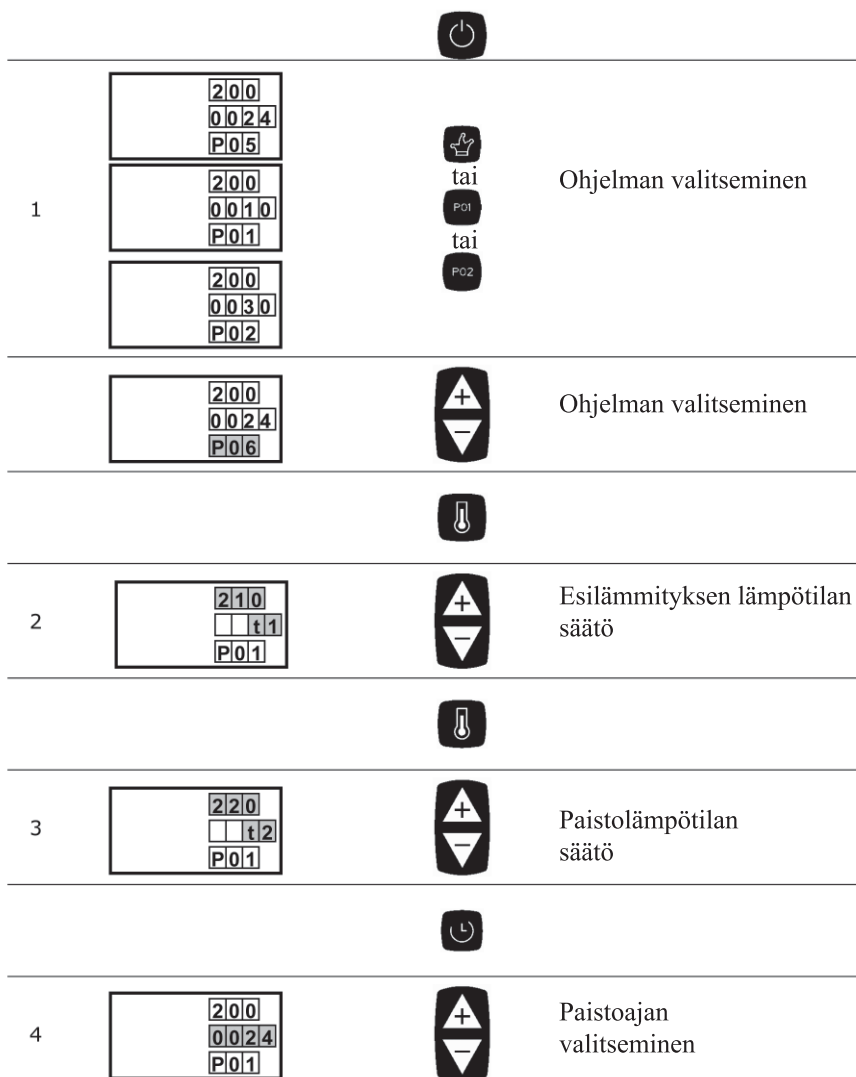 200
0024
P05
200
0010
P01
200
0030
P02
1
tai
P01
tai
P02
Ohjelman valitseminen
200
0024
P06
+
−
Ohjelman valitseminen
2
210
t1
P01
+
−
Esilämmityksen lämpötilan
säätö
3
220
t2
P01
+
−
Paistolämpötilan
säätö
4
200
0024
P01
+
−
Paistoajan
valitseminen